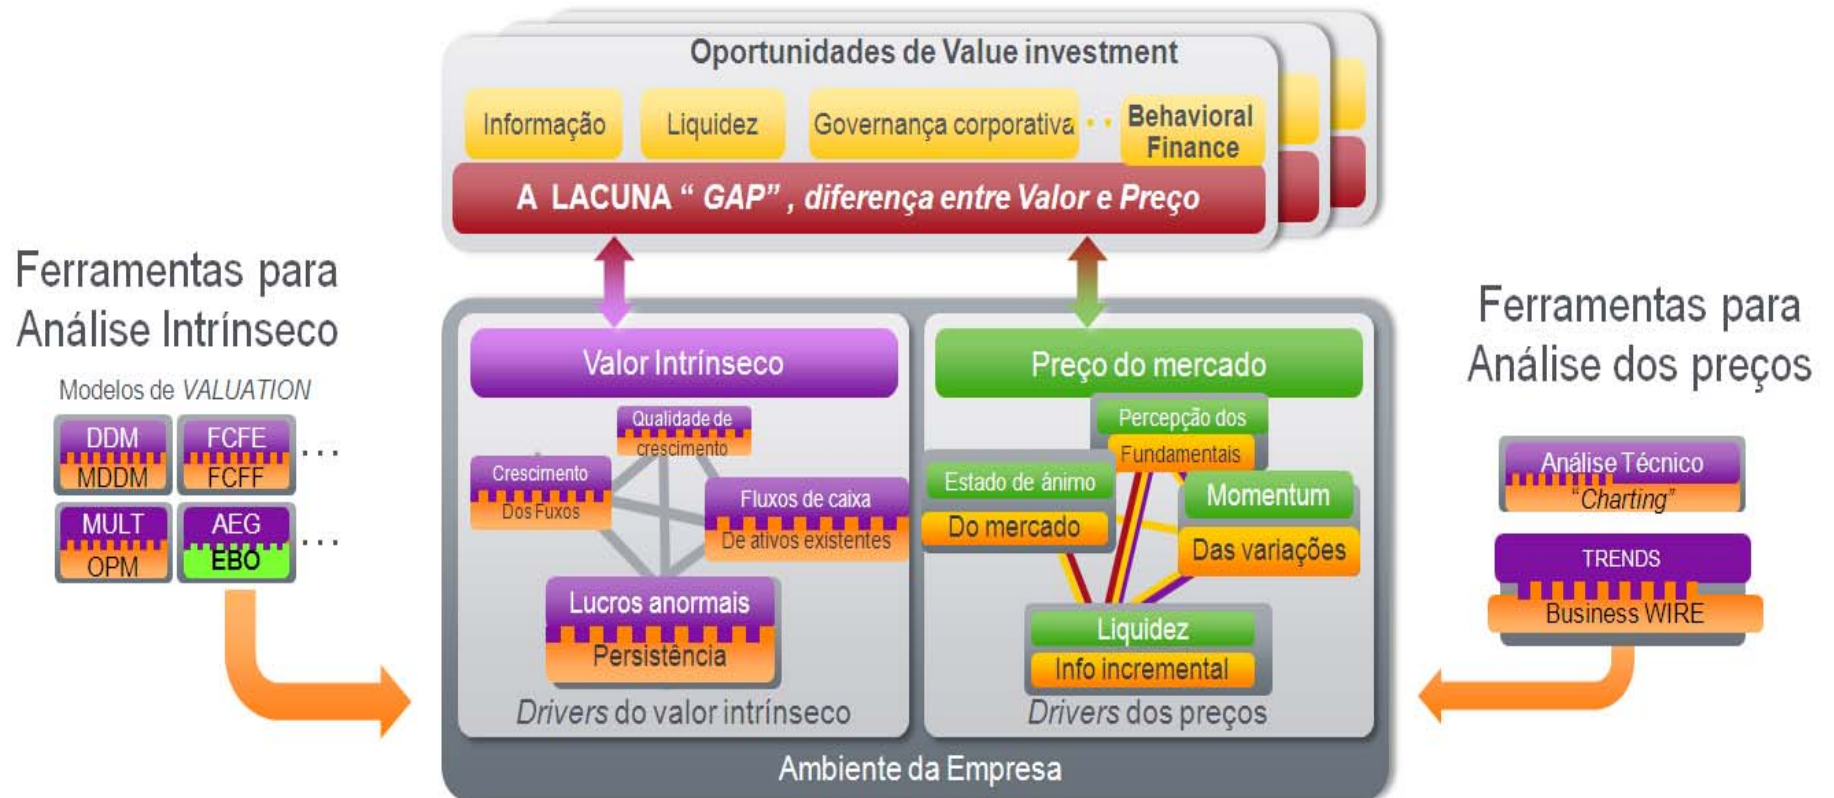 Oportunidades de Value investment
Informação
Liquidez
Governança corporativa
Behavioral
Finance
A LACUNA “ GAP” , diferença entre Valor e Preço
Ferramentas para
Análise Intrínseco
Modelos de VALUATION
DDM
MDDM
FCFE
FCFF
...
MULT
OPM
AEG
EBO
...
Valor Intrínseco
Qualidade de
crescimento
Crescimento
Dos Fuxos
Fluxos de caixa
De ativos existentes
Lucros anormais
Persistência
Drivers do valor intrínseco
Preço do mercado
Percepção dos
Fundamentais
Estado de ánimo
Do mercado
Momentum
Das variações
Liquidez
Info incremental
Drivers dos preços
Ambiente da Empresa
Ferramentas para
Análise dos preços
Análise Técnico
“Charting”
TRENDS
Business WIRE